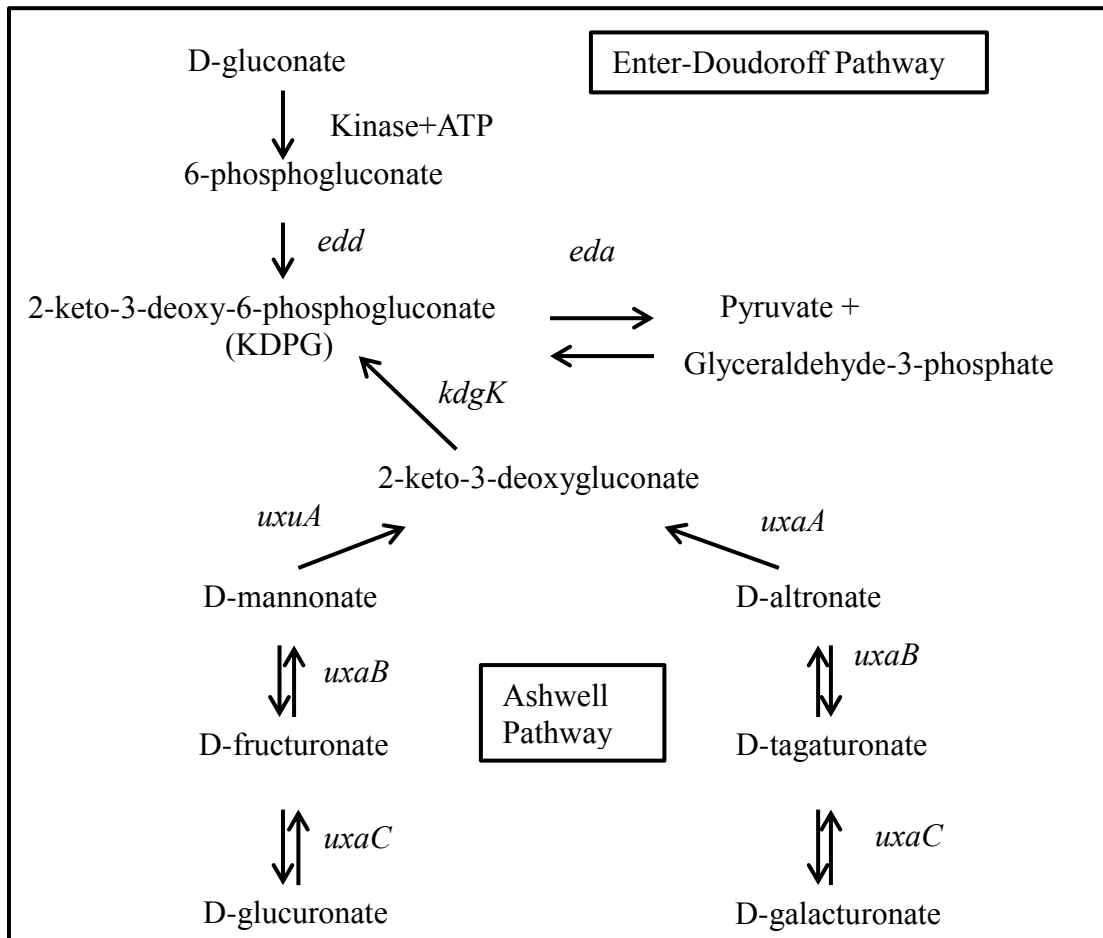 D-gluconate
Enter-Doudoroff Pathway
Kinase+ATP
6-phosphogluconate
edd
eda
2-keto-3-deoxy-6-phosphogluconate
(KDPG)
Pyruvate +
Glyceraldehyde-3-phosphate
kdgK
2-keto-3-deoxygluconate
uxuA
uxaA
D-mannonate
D-altronate
uxaB
uxaB
Ashwell
Pathway
D-fructuronate
D-tagaturonate
uxaC
uxaC
D-glucuronate
D-galacturonate